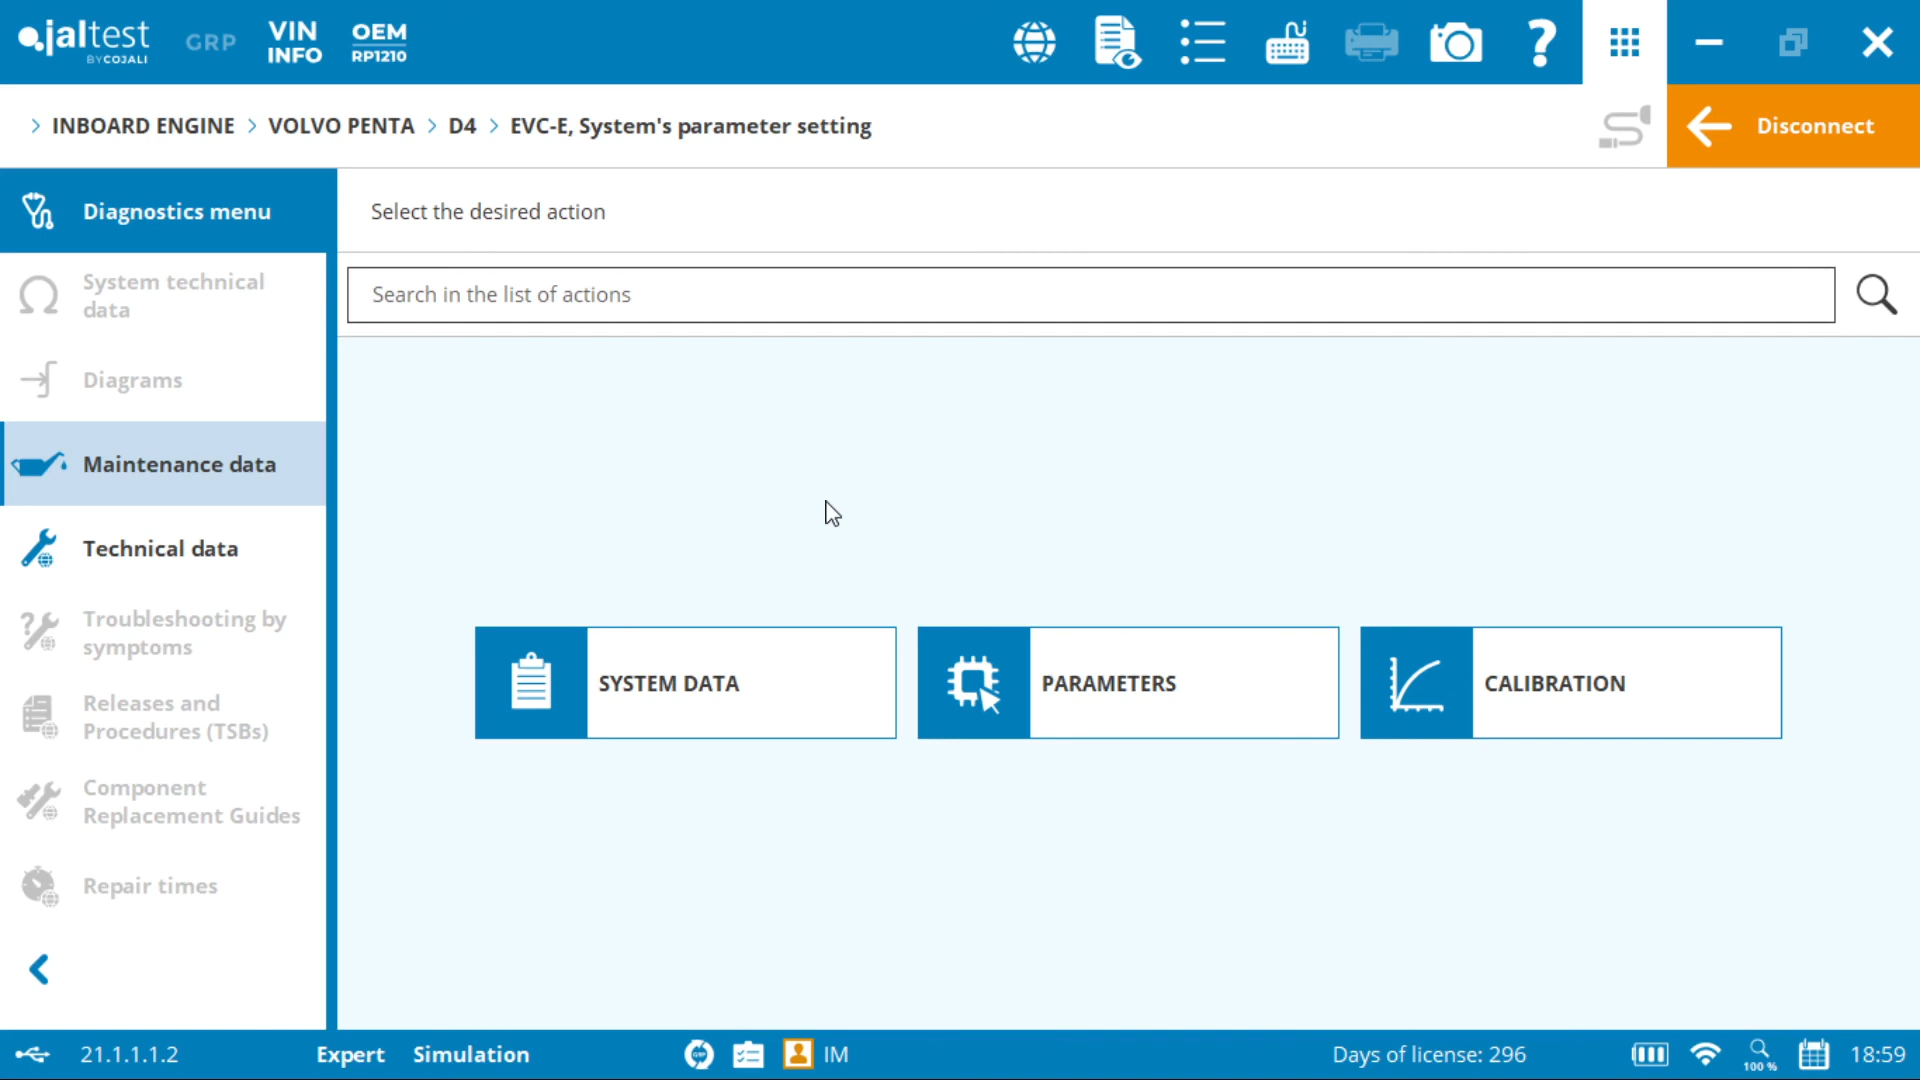 jaltest
BY COJALI
GRP
VIN
INFO
OEM
RP1210
INBOARD ENGINE > VOLVO PENTA > D4 > EVC-E, System's parameter setting
Disconnect
Diagnostics menu
Select the desired action
System technical
data
Search in the list of actions
Diagrams
Maintenance data
Technical data
Troubleshooting by
symptoms
SYSTEM DATA
PARAMETERS
CALIBRATION
Releases and
Procedures (TSBs)
Component
Replacement Guides
Repair times
21.1.1.1.2
Expert
Simulation
GRP
IM
Days of license: 296
100 %
18:59